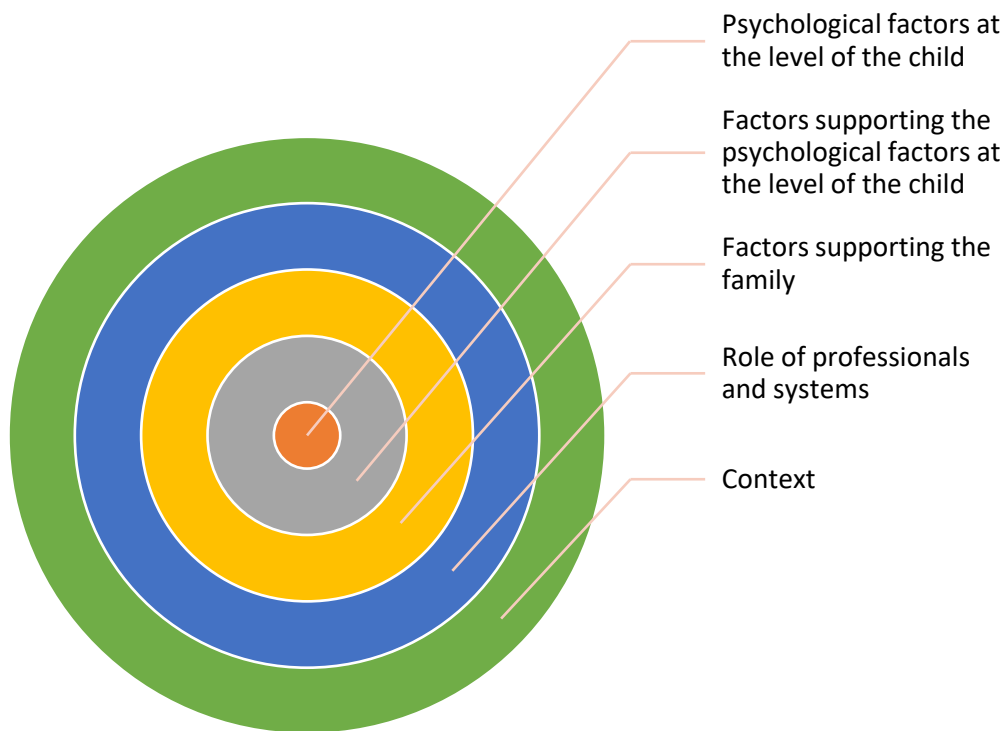 Psychological factors at
the level of the child
Factors supporting the
psychological factors at
the level of the child
Factors supporting the
family
Role of professionals
and systems
Context